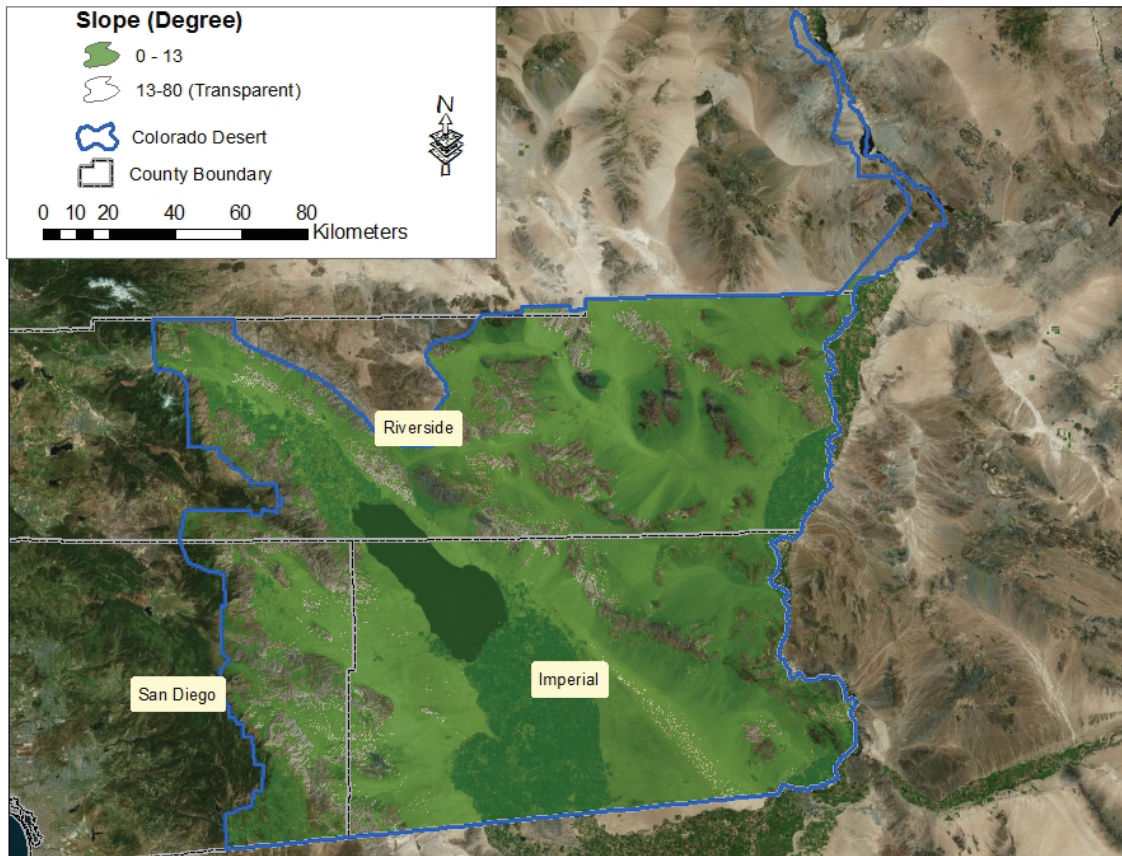 Slope (Degree)
0 - 13
13-80 (Transparent)
Colorado Desert
County Boundary
N
0 10 20 40 60 80
Kilometers
Riverside
San Diego
Imperial